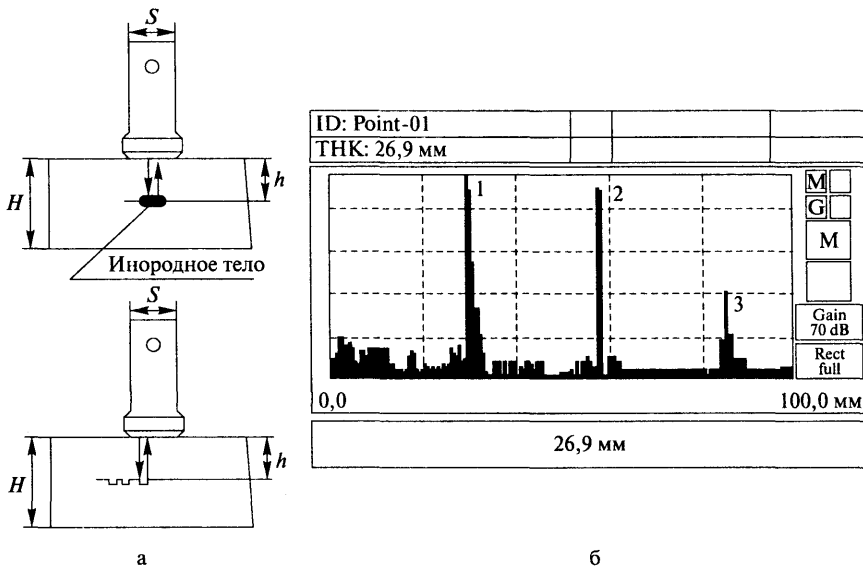 S
H
h
Инородное тело
S
H
h
а
ID: Point-01
THK: 26,9 мм
1
2
3
M
G
M
Gain
70 dB
Rect
full
0,0
100,0 мм
26,9 мм
б